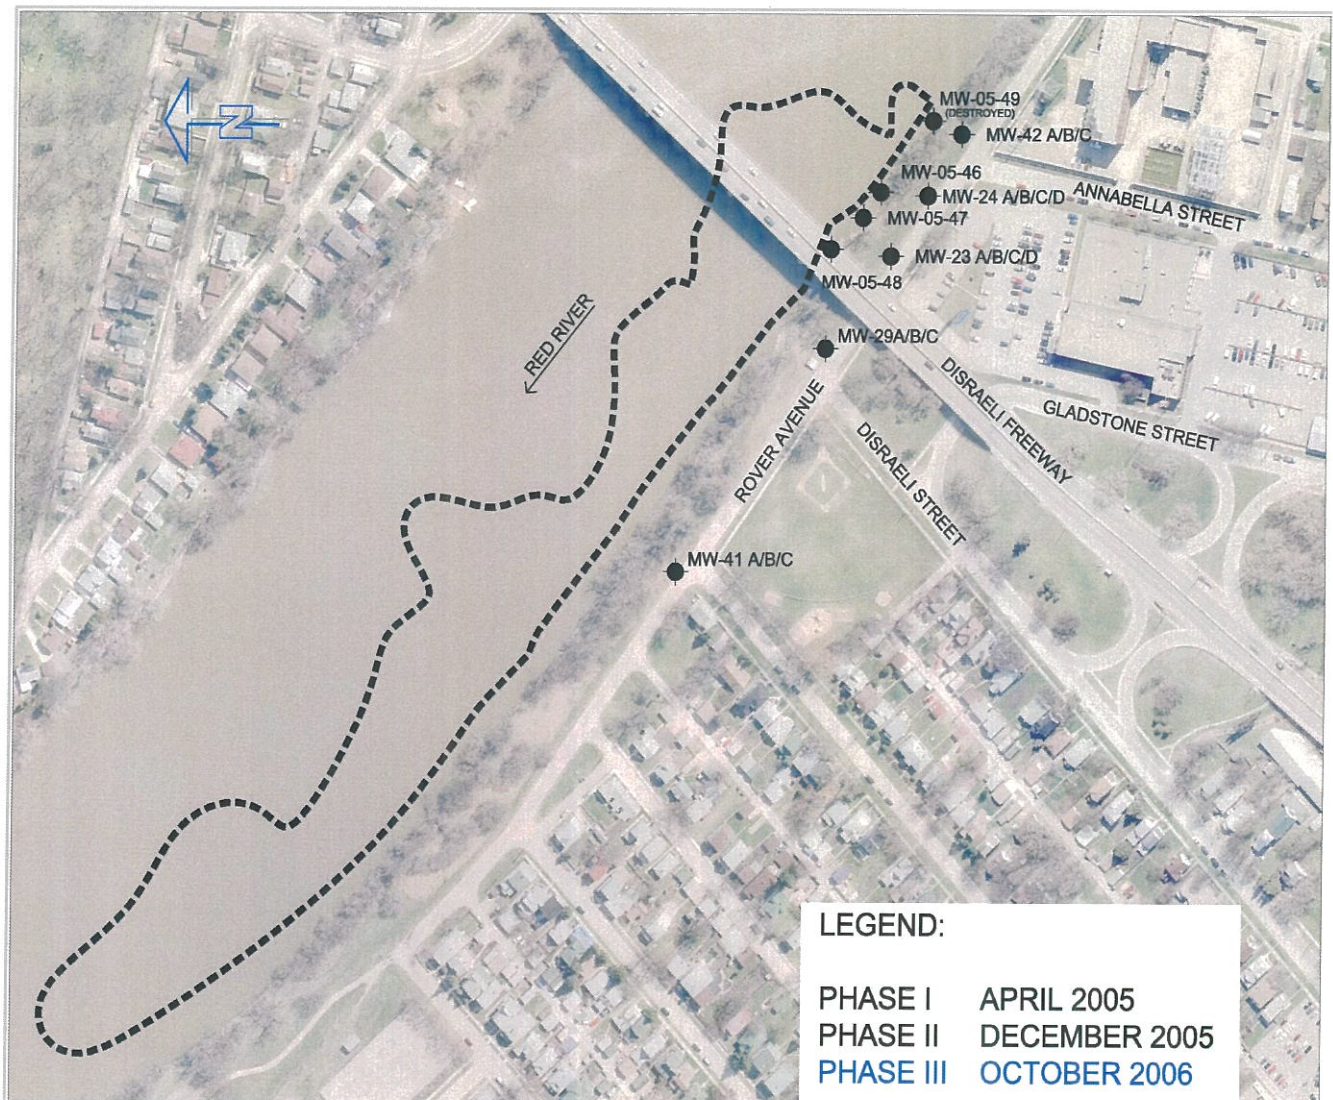 N
MW-05-49
(DESTROYED)
MW-42 A/B/C
MW-05-46
MW-24 A/B/C/D
ANNABELLA STREET
MW-05-47
MW-23 A/B/C/D
MW-05-48
RED RIVER
MW-29A/B/C
DISRAELI FREEWAY
GLADSTONE STREET
ROVER AVENUE
DISRAELI STREET
MW-41 A/B/C
LEGEND:
PHASE I APRIL 2005
PHASE II DECEMBER 2005
PHASE III OCTOBER 2006